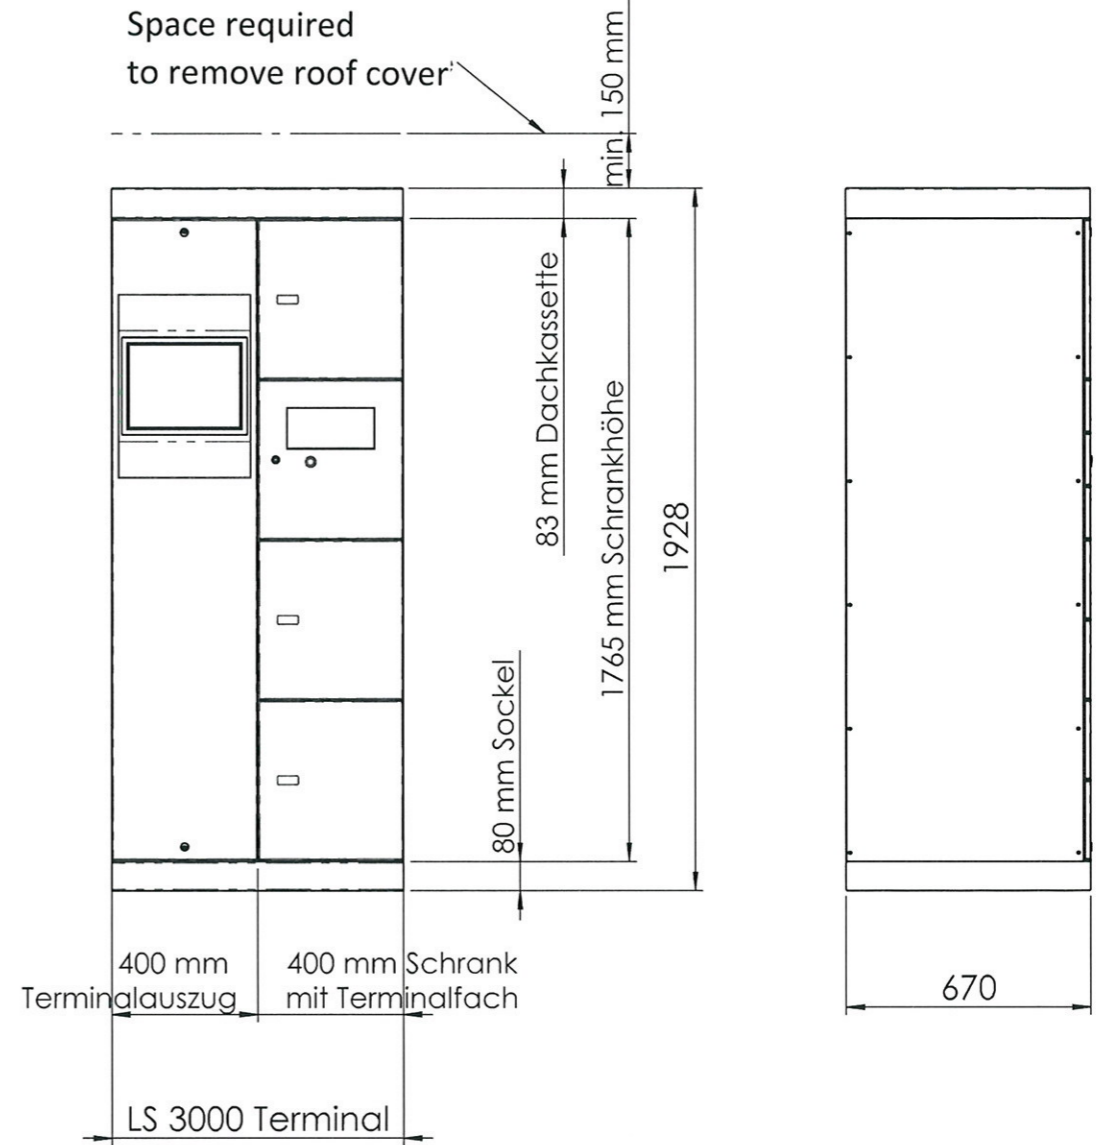 Space required
to remove roof cover
min. 150 mm
83 mm Dachkassette
1765 mm Schrankhöhe
1928
80 mm Sockel
400 mm
Terminalauszug
400 mm Schrank
mit Terminalfach
670
LS 3000 Terminal